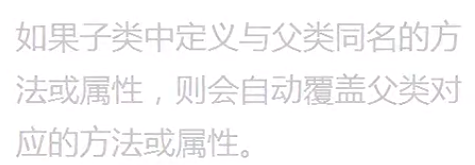 如果子类中定义与父类同名的方
法或属性，则会自动覆盖父类对
应的方法或属性。